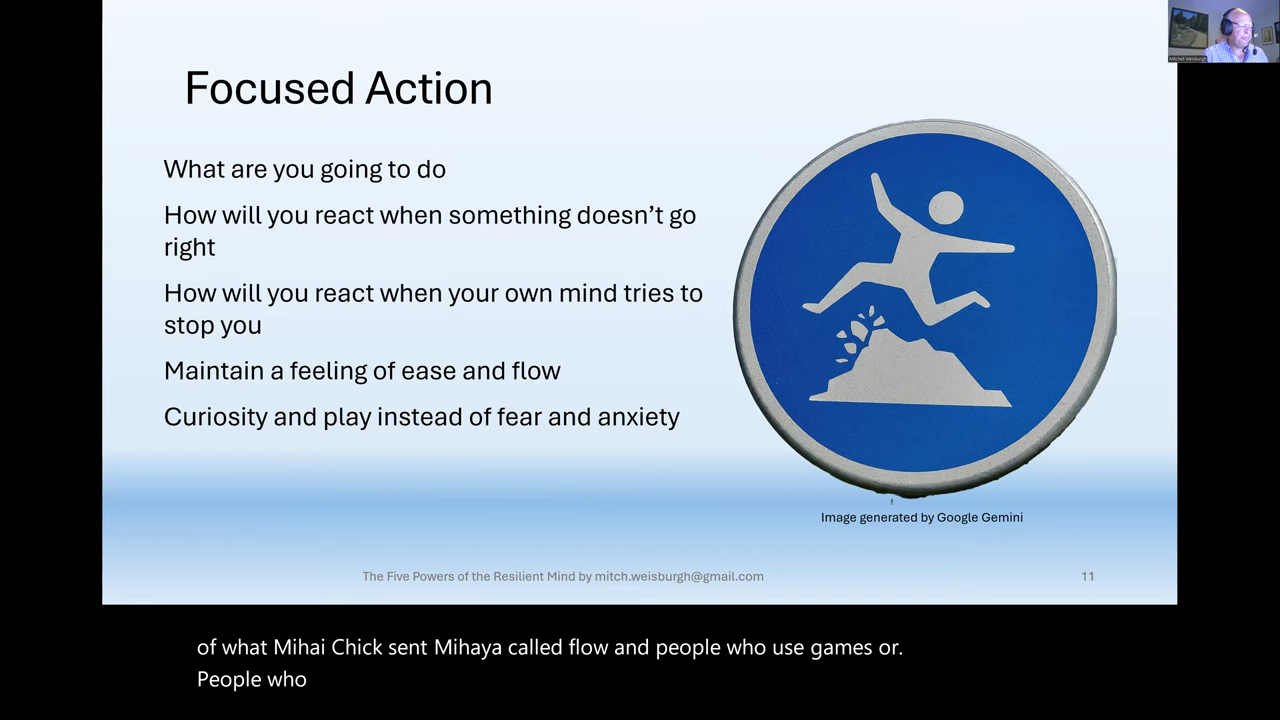 Focused Action
What are you going to do
How will you react when something doesn’t go
right
How will you react when your own mind tries to
stop you
Maintain a feeling of ease and flow
Curiosity and play instead of fear and anxiety
Image generated by Google Gemini
The Five Powers of the Resilient Mind by mitch.weisburgh@gmail.com
11
Mitchell Weisburgh
of what Mihai Chick sent Mihaya called flow and people who use games or.
People who